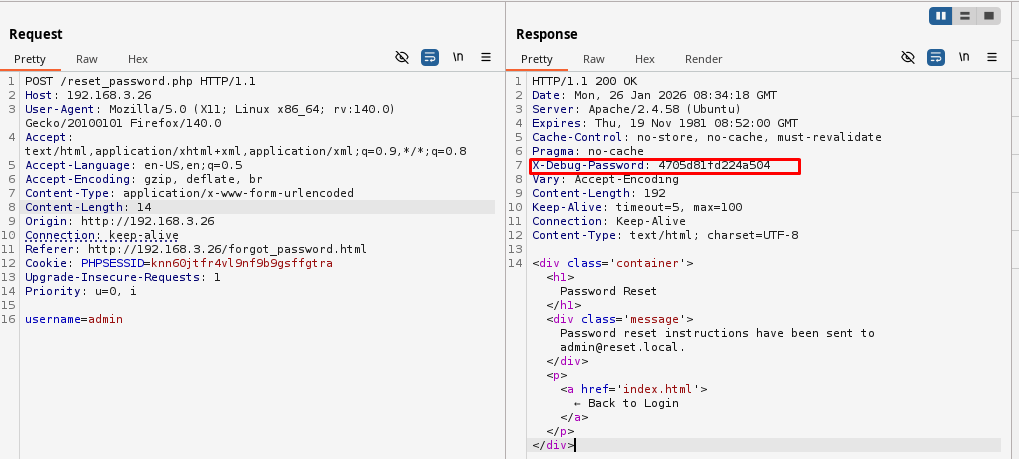 Request
Pretty Raw Hex \n
1 POST /reset_password.php HTTP/1.1
2 Host: 192.168.3.26
3 User-Agent: Mozilla/5.0 (X11; Linux x86_64; rv:140.0)
Gecko/20100101 Firefox/140.0
4 Accept:
text/html,application/xhtml+xml,application/xml;q=0.9,*/*;q=0.8
5 Accept-Language: en-US,en;q=0.5
6 Accept-Encoding: gzip, deflate, br
7 Content-Type: application/x-www-form-urlencoded
8 Content-Length: 14
9 Origin: http://192.168.3.26
10 Connection: keep-alive
11 Referer: http://192.168.3.26/forgot_password.html
12 Cookie: PHPSESSID=knn60jtfr4vl9nf9b9gsffgtra
13 Upgrade-Insecure-Requests: 1
14 Priority: u=0, i
15
16 username=admin
Response
Pretty Raw Hex Render \n
1 HTTP/1.1 200 OK
2 Date: Mon, 26 Jan 2026 08:34:18 GMT
3 Server: Apache/2.4.58 (Ubuntu)
4 Expires: Thu, 19 Nov 1981 08:52:00 GMT
5 Cache-Control: no-store, no-cache, must-revalidate
6 Pragma: no-cache
7 X-Debug-Password: 4705d81fd224a504
8 Vary: Accept-Encoding
9 Content-Length: 192
10 Keep-Alive: timeout=5, max=100
11 Connection: Keep-Alive
12 Content-Type: text/html; charset=UTF-8
13
14 <div class='container'>
<h1>
Password Reset
</h1>
<div class='message'>
Password reset instructions have been sent to
admin@reset.local.
</div>
<p>
<a href='index.html'>
← Back to Login
</a>
</p>
</div>